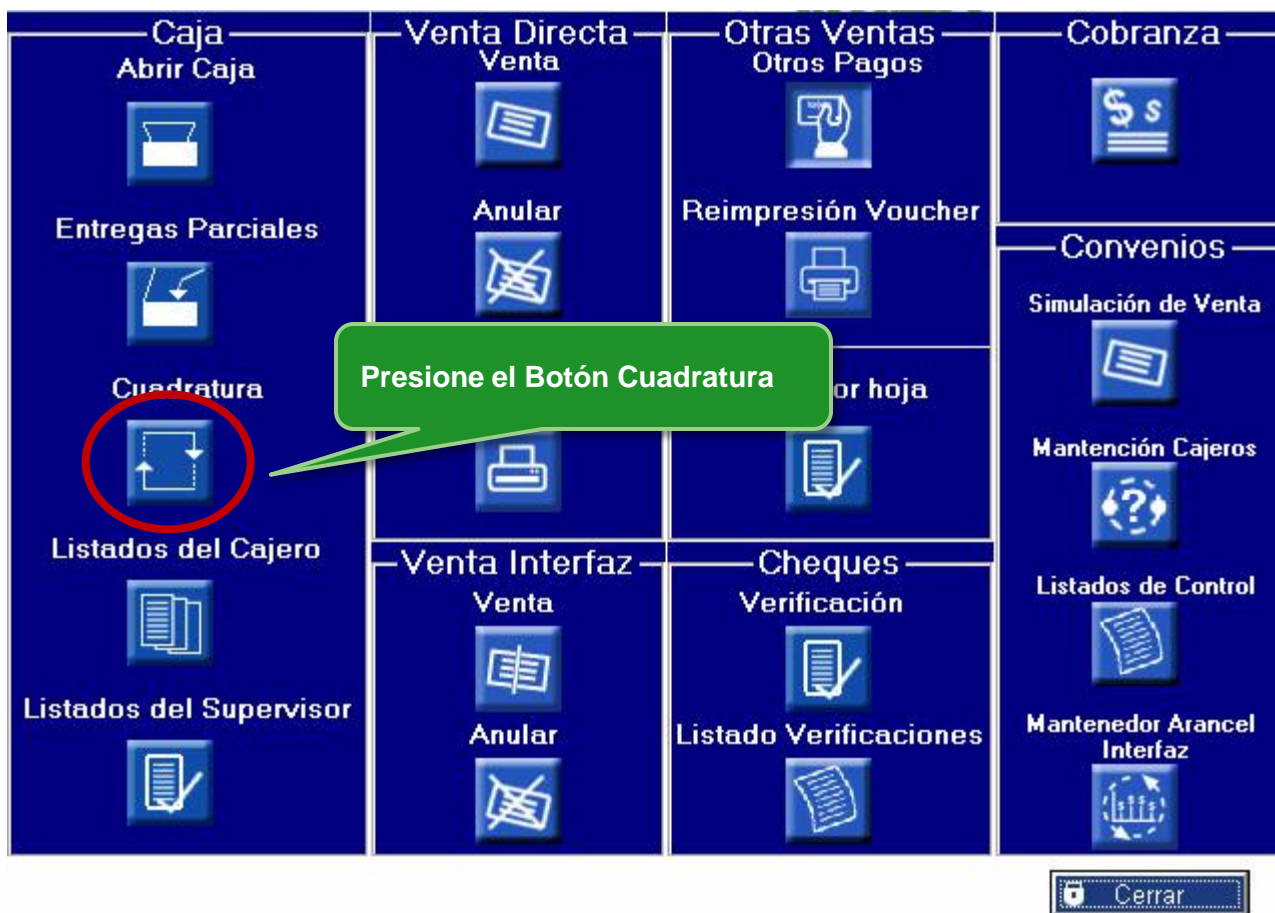 Caja
Abrir Caja
Entregas Parciales
Cuadratura
Listados del Cajero
Listados del Supervisor
Venta Directa
Venta
Anular
Presione el Botón Cuadratura
Venta Interfaz
Venta
Anular
Otras Ventas
Otros Pagos
Reimpresión Voucher
or hoja
Cheques
Verificación
Listado Verificaciones
Cobranza
$ s
Convenios
Simulación de Venta
Mantención Cajeros
?
Listados de Control
Mantenedor Arancel
Interfaz
Cerrar